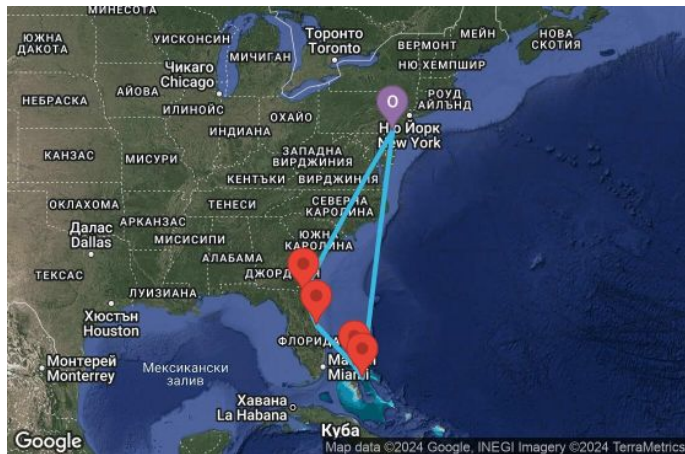 МИНЕСОТА
ЮЖНА
ДАКОТА
УИСКОНСИН
МИЧИГАН
Торонто
Toronto
ВЕРМОНТ
МЕЙН
НОВА
СКОТИЯ
НЮ ХЕМПШИР
Чикаго
Chicago
НЕБРАСКА
АЙОВА
ИЛИНОЙС
ИНДИАНА
ОХАЙО
O
РОУД
АЙЛЪНД
Ню Йорк
New York
КАНЗАС
МИСУРИ
ЗАПАДНА
ВИРДЖИНИЯ
КЕНТЪКИ
ВИРДЖИНИЯ
ОКЛАХОМА
АРКАНЗАС
ТЕНЕСИ
СЕВЕРНА
КАРОЛИНА
Далас
Dallas
МИСИСИПИ
АЛАБАМА
ЮЖНА
КАРОЛИНА
ТЕКСАС
ЛУИЗИАНА
Хюстън
Houston
ФЛОРИДА
Miami
Монтерей
Monterrey
Мексикански
залив
Хавана
La Habana
Куба
Google
Map data ©2024 Google, INEGI Imagery ©2024 TerraMetrics